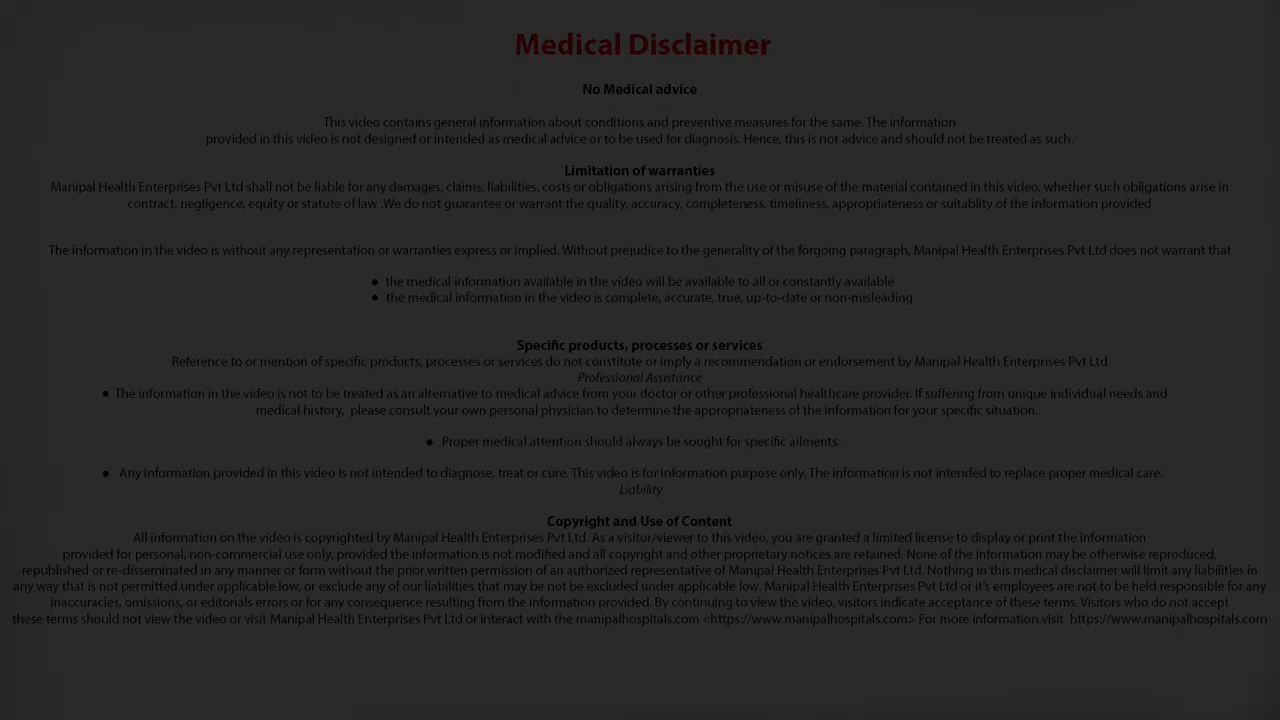 Medical Disclaimer
No Medical advice
This video contains general information about conditions and preventive measures for the same. The information
provided in this video is not designed or intended as medical advice or to be used for diagnosis. Hence, this is not advice and should not be treated as such.
Limitation of warranties
Manipal Health Enterprises Pvt Ltd shall not be liable for any damages, claims, liabilities, costs or obligations arising from the use or misuse of the material contained in this video, whether such obligations arise in
contract, negligence, equity or statute of law .We do not guarantee or warrant the quality, accuracy, completeness, timeliness, appropriateness or suitablity of the information provided
The information in the video is without any representation or warranties express or implied. Without prejudice to the generality of the forgoing paragraph, Manipal Health Enterprises Pvt Ltd does not warrant that
● the medical information available in the video will be available to all or constantly available
● the medical information in the video is complete, accurate, true, up-to-date or non-misleading
Specific products, processes or services
Reference to or mention of specific products, processes or services do not constitute or imply a recommendation or endorsement by Manipal Health Enterprises Pvt Ltd
Professional Assistance
● The information in the video is not to be treated as an alternative to medical advice from your doctor or other professional healthcare provider. If suffering from unique individual needs and
medical history, please consult your own personal physician to determine the appropriateness of the information for your specific situation.
● Proper medical attention should always be sought for specific ailments
● Any information provided in this video is not intended to diagnose, treat or cure. This video is for information purpose only. The information is not intended to replace proper medical care.
Liability
Copyright and Use of Content
All information on the video is copyrighted by Manipal Health Enterprises Pvt Ltd. As a visitor/viewer to this video, you are granted a limited license to display or print the information
provided for personal, non-commercial use only, provided the information is not modified and all copyright and other proprietary notices are retained. None of the information may be otherwise reproduced,
republished or re-disseminated in any manner or form without the prior written permission of an authorized representative of Manipal Health Enterprises Pvt Ltd. Nothing in this medical disclaimer will limit any liabilities in
any way that is not permitted under applicable low, or exclude any of our liabilities that may be not be excluded under applicable low. Manipal Health Enterprises Pvt Ltd or it's employees are not to be held responsible for any
inaccuracies, omissions, or editorials errors or for any consequence resulting from the information provided. By continuing to view the video, visitors indicate acceptance of these terms. Visitors who do not accept
these terms should not view the video or visit Manipal Health Enterprises Pvt Ltd or interact with the manipalhospitals.com <https://www.manipalhospitals.com> For more information.visit https://www.manipalhospitals.com